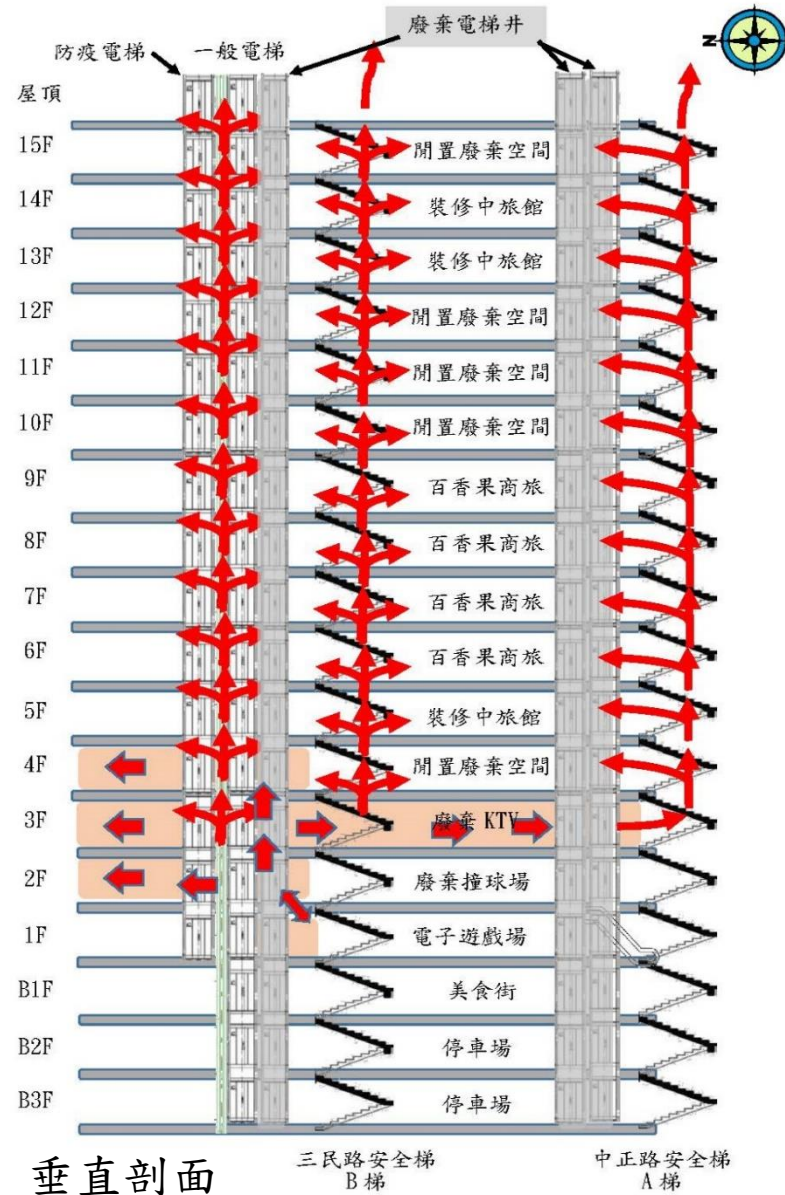 廢棄電梯井
防疫電梯
一般電梯
N
屋頂
15F 閒置廢棄空間
14F 裝修中旅館
13F 裝修中旅館
12F 閒置廢棄空間
11F 閒置廢棄空間
10F 閒置廢棄空間
9F 百香果商旅
8F 百香果商旅
7F 百香果商旅
6F 百香果商旅
5F 裝修中旅館
4F 閒置廢棄空間
3F 廢棄KTV
2F 廢棄撞球場
1F 電子遊戲場
B1F 美食街
B2F 停車場
B3F 停車場
垂直剖面
三民路安全梯
B梯
中正路安全梯
A梯